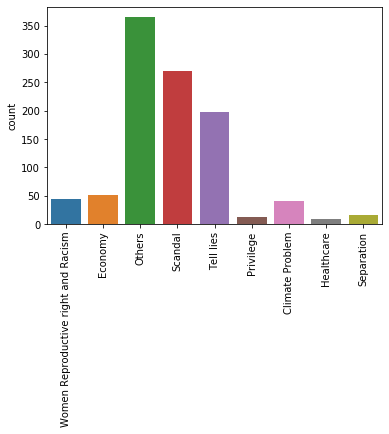 350
300
250
200
150
100
50
0
count
Women Reproductive right and Racism
Economy
Others
Scandal
Tell lies
Privilege
Climate Problem
Healthcare
Separation